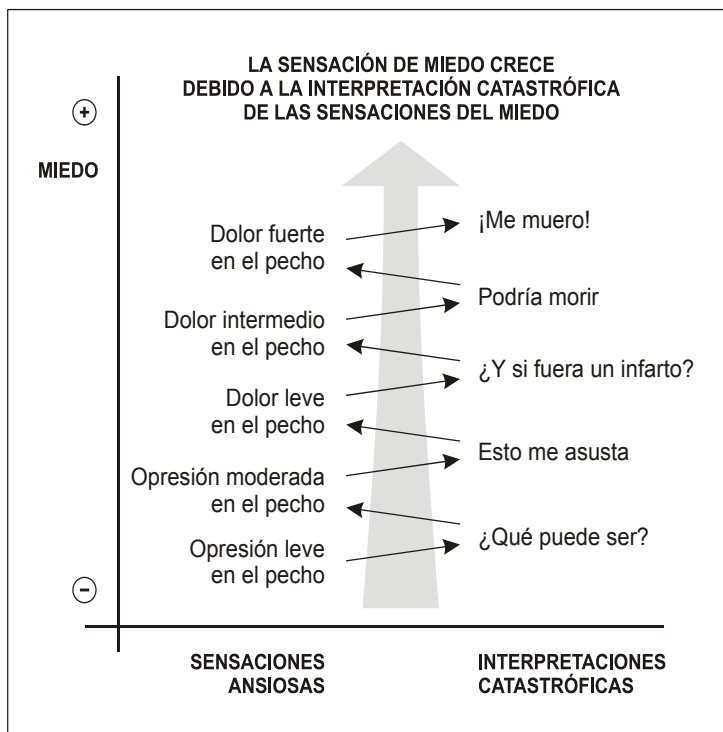 LA SENSACIÓN DE MIEDO CRECE
DEBIDO A LA INTERPRETACIÓN CATASTRÓFICA
DE LAS SENSACIONES DEL MIEDO
+
MIEDO
¡Me muero!
Dolor fuerte
en el pecho
Podría morir
Dolor intermedio
en el pecho
¿Y si fuera un infarto?
Dolor leve
en el pecho
Esto me asusta
Opresión moderada
en el pecho
¿Qué puede ser?
Opresión leve
en el pecho
−
SENSACIONES
ANSIOSAS
INTERPRETACIONES
CATASTRÓFICAS